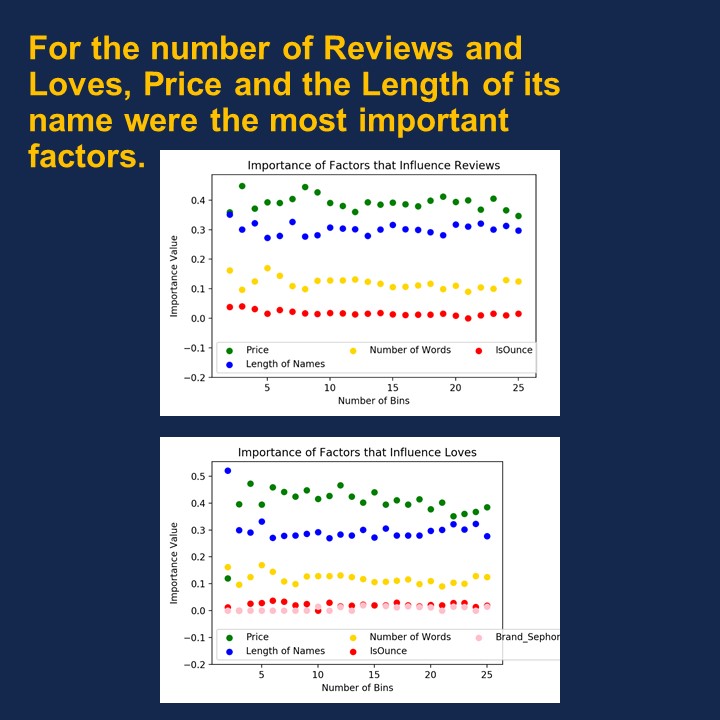 For the number of Reviews and
Loves, Price and the Length of its
name were the most important
factors.
Importance of Factors that Influence Reviews
Importance Value
0.4
0.3
0.2
0.1
0.0
−0.1
−0.2
Price
Number of Words
IsOunce
Length of Names
5
10
15
20
25
Number of Bins
Importance of Factors that Influence Loves
Importance Value
0.5
0.4
0.3
0.2
0.1
0.0
−0.1
−0.2
Price
Number of Words
Brand_Sephor
Length of Names
IsOunce
5
10
15
20
25
Number of Bins